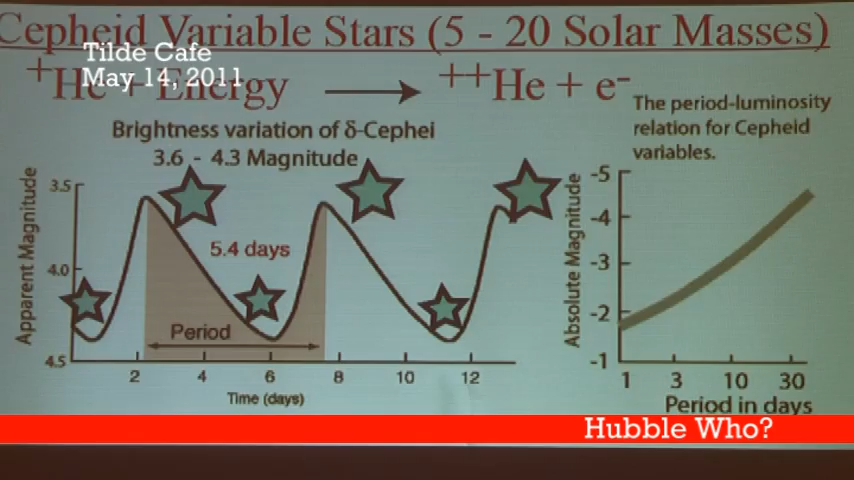 Cepheid Variable Stars (5 - 20 Solar Masses)
Tilde Cafe
May 14, 2011
+He + Energy → ++He + e-
Brightness variation of δ-Cephei
3.6 - 4.3 Magnitude
Apparent Magnitude
3.5
4.0
4.5
5.4 days
Period
2 4 6 8 10 12
Time (days)
The period-luminosity
relation for Cepheid
variables.
Absolute Magnitude
-5
-4
-3
-2
-1
1 3 10 30
Period in days
Hubble Who?